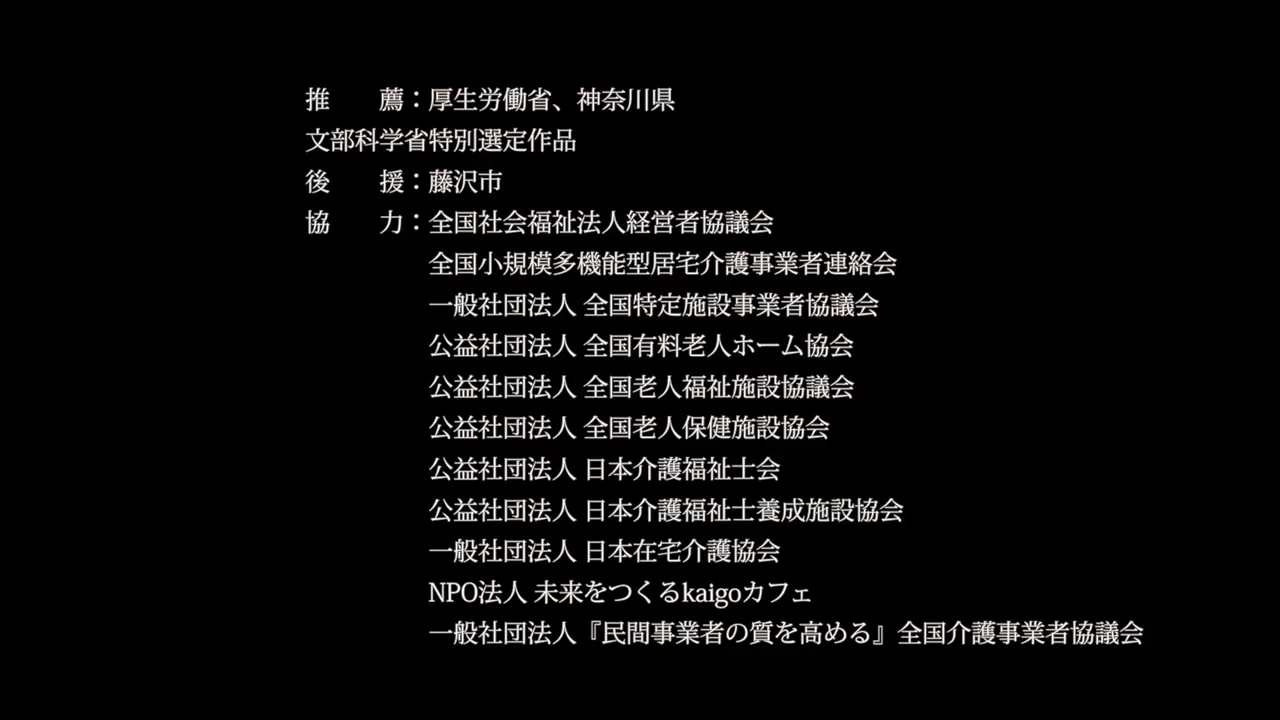 推　　薦：厚生労働省、神奈川県
文部科学省特別選定作品
後　　援：藤沢市
協　　力：全国社会福祉法人経営者協議会
全国小規模多機能型居宅介護事業者連絡会
一般社団法人 全国特定施設事業者協議会
公益社団法人 全国有料老人ホーム協会
公益社団法人 全国老人福祉施設協議会
公益社団法人 全国老人保健施設協会
公益社団法人 日本介護福祉士会
公益社団法人 日本介護福祉士養成施設協会
一般社団法人 日本在宅介護協会
NPO法人 未来をつくるkaigoカフェ
一般社団法人『民間事業者の質を高める』全国介護事業者協議会